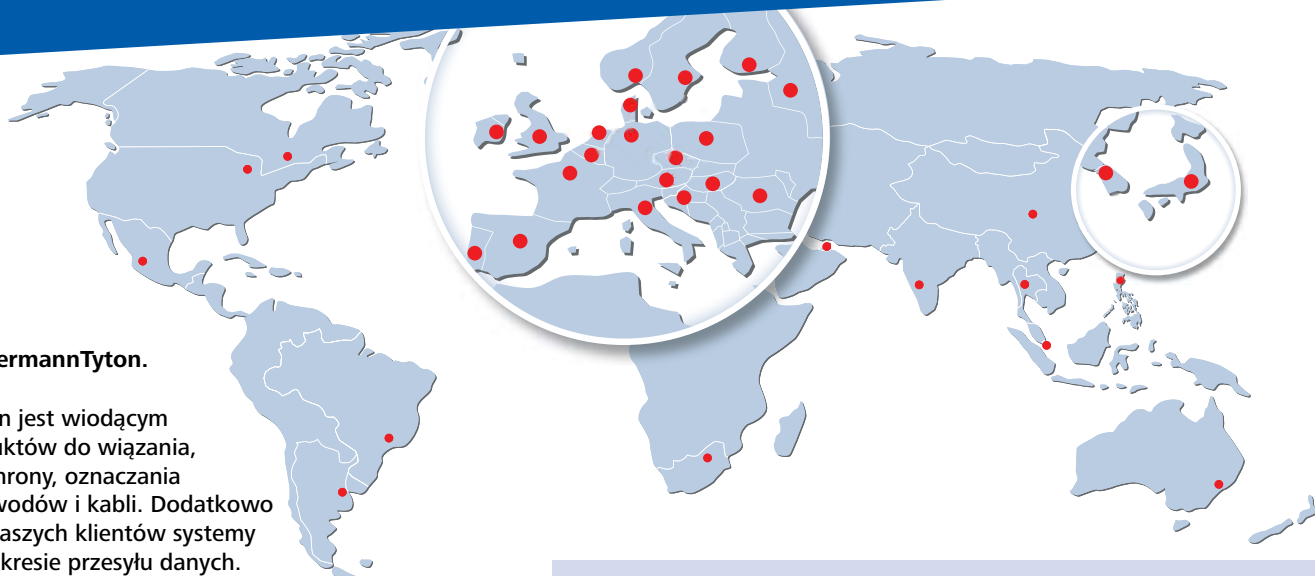 ermannTyton.
n jest wiodącym
uktów do wiązania,
hrony, oznaczania
wodów i kabli. Dodatkowo
aszych klientów systemy
kresie przesyłu danych.